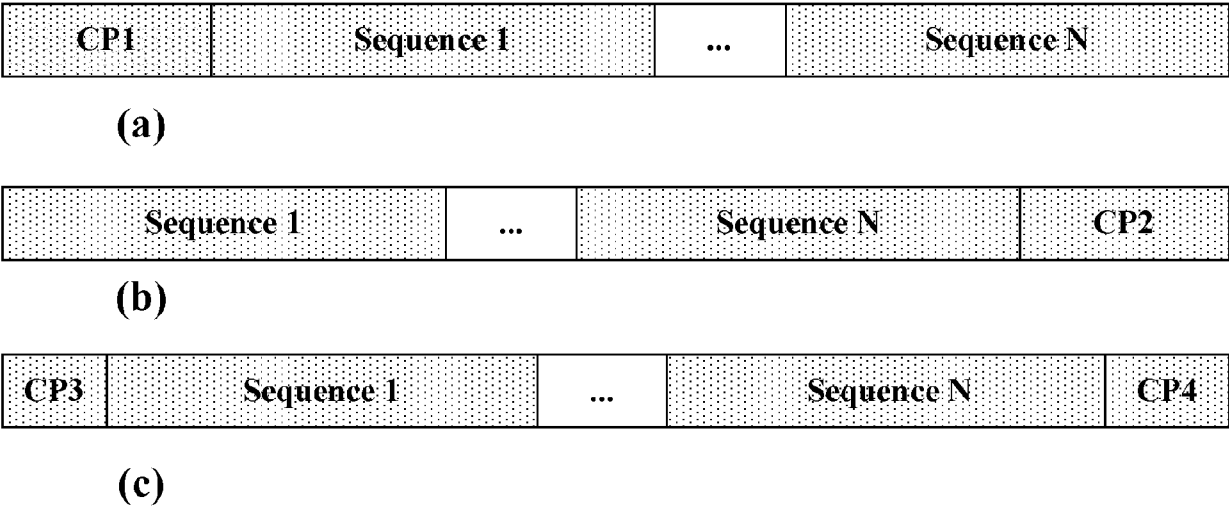 CP1 Sequence 1 ... Sequence N
(a)
Sequence 1 ... Sequence N CP2
(b)
CP3 Sequence 1 ... Sequence N CP4
(c)